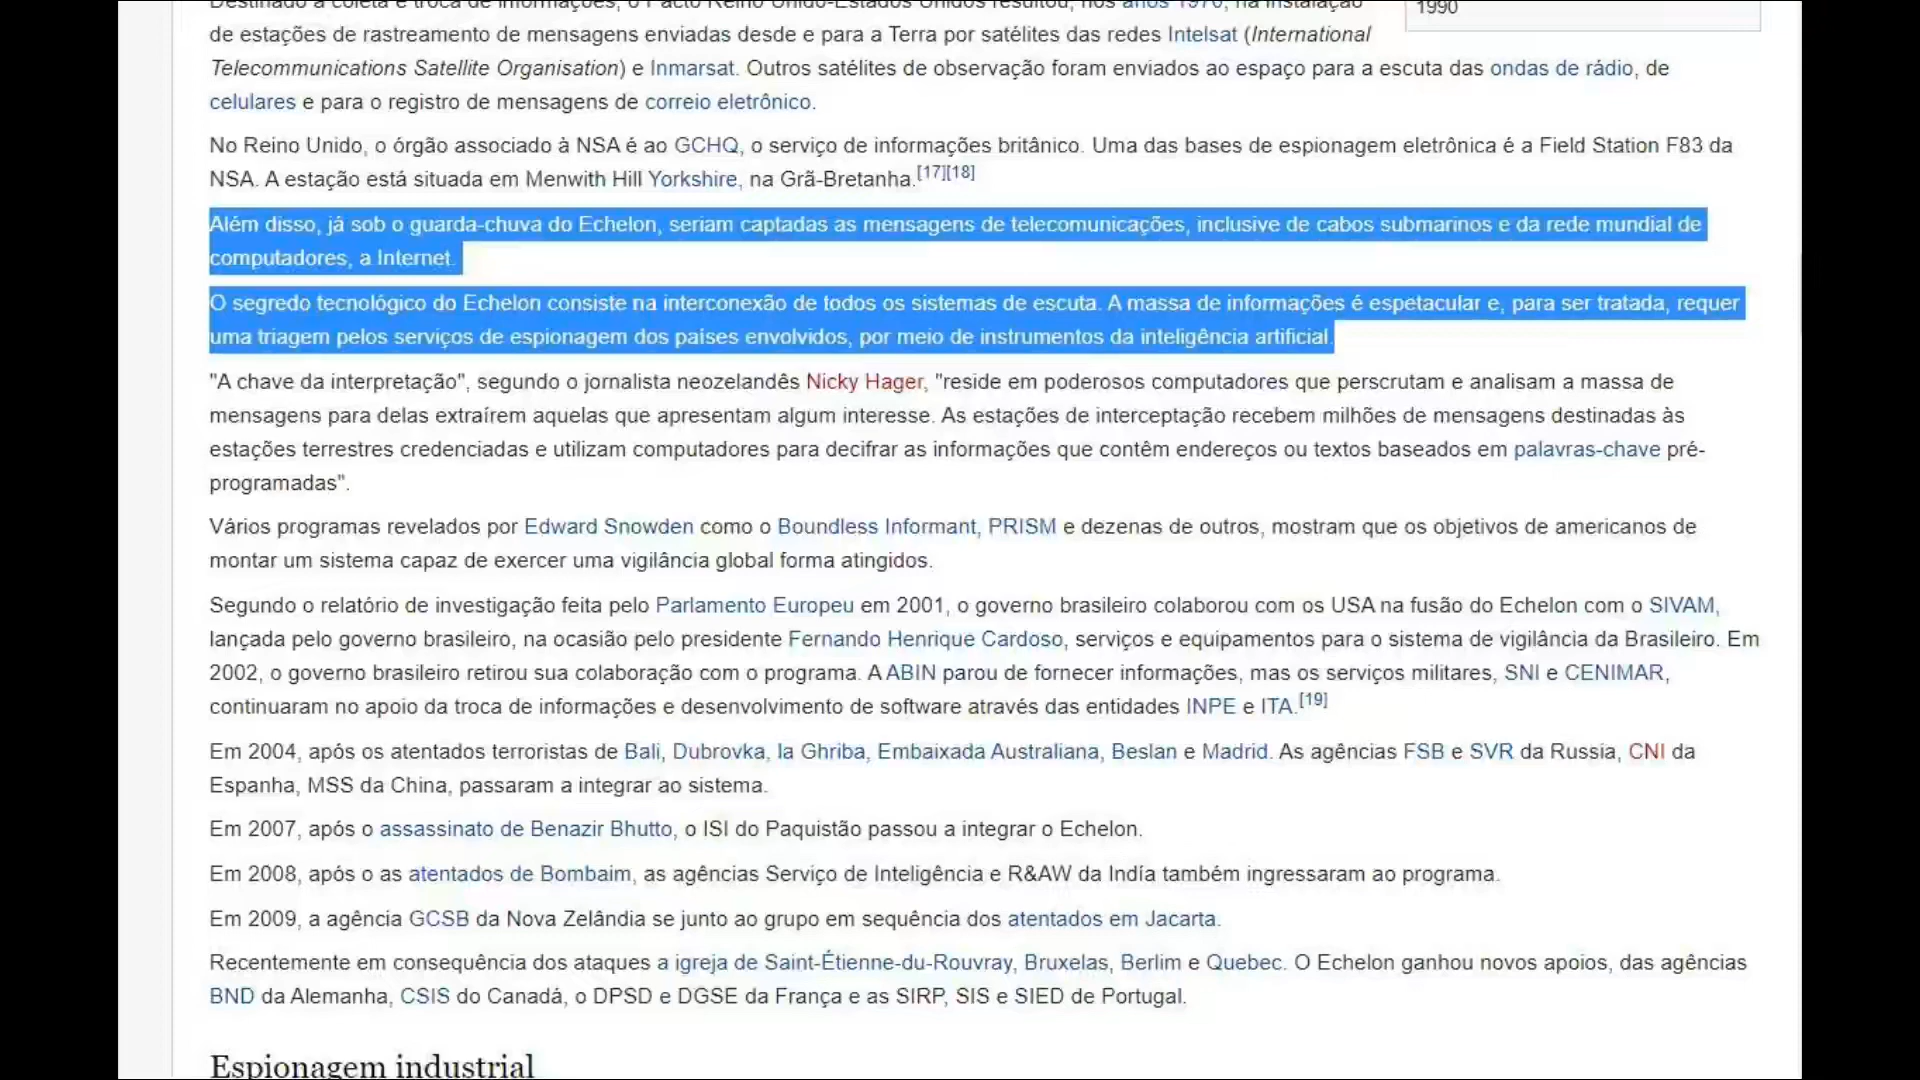 Destinado à coleta e troca de informações, o Pacto Reino Unido-Estados Unidos resultou, nos anos 1970, na instalação
1990
de estações de rastreamento de mensagens enviadas desde e para a Terra por satélites das redes Intelsat (International
Telecommunications Satellite Organisation) e Inmarsat. Outros satélites de observação foram enviados ao espaço para a escuta das ondas de rádio, de
celulares e para o registro de mensagens de correio eletrônico.
No Reino Unido, o órgão associado à NSA é ao GCHQ, o serviço de informações britânico. Uma das bases de espionagem eletrônica é a Field Station F83 da
NSA. A estação está situada em Menwith Hill Yorkshire, na Grã-Bretanha.[17][18]
Além disso, já sob o guarda-chuva do Echelon, seriam captadas as mensagens de telecomunicações, inclusive de cabos submarinos e da rede mundial de
computadores, a Internet.
O segredo tecnológico do Echelon consiste na interconexão de todos os sistemas de escuta. A massa de informações é espetacular e, para ser tratada, requer
uma triagem pelos serviços de espionagem dos países envolvidos, por meio de instrumentos da inteligência artificial.
"A chave da interpretação", segundo o jornalista neozelandês Nicky Hager, "reside em poderosos computadores que perscrutam e analisam a massa de
mensagens para delas extraírem aquelas que apresentam algum interesse. As estações de interceptação recebem milhões de mensagens destinadas às
estações terrestres credenciadas e utilizam computadores para decifrar as informações que contêm endereços ou textos baseados em palavras-chave pré-
programadas".
Vários programas revelados por Edward Snowden como o Boundless Informant, PRISM e dezenas de outros, mostram que os objetivos de americanos de
montar um sistema capaz de exercer uma vigilância global forma atingidos.
Segundo o relatório de investigação feita pelo Parlamento Europeu em 2001, o governo brasileiro colaborou com os USA na fusão do Echelon com o SIVAM,
lançada pelo governo brasileiro, na ocasião pelo presidente Fernando Henrique Cardoso, serviços e equipamentos para o sistema de vigilância da Brasileiro. Em
2002, o governo brasileiro retirou sua colaboração com o programa. A ABIN parou de fornecer informações, mas os serviços militares, SNI e CENIMAR,
continuaram no apoio da troca de informações e desenvolvimento de software através das entidades INPE e ITA.[19]
Em 2004, após os atentados terroristas de Bali, Dubrovka, la Ghriba, Embaixada Australiana, Beslan e Madrid. As agências FSB e SVR da Russia, CNI da
Espanha, MSS da China, passaram a integrar ao sistema.
Em 2007, após o assassinato de Benazir Bhutto, o ISI do Paquistão passou a integrar o Echelon.
Em 2008, após o as atentados de Bombaim, as agências Serviço de Inteligência e R&AW da Indía também ingressaram ao programa.
Em 2009, a agência GCSB da Nova Zelândia se junto ao grupo em sequência dos atentados em Jacarta.
Recentemente em consequência dos ataques a igreja de Saint-Étienne-du-Rouvray, Bruxelas, Berlim e Quebec. O Echelon ganhou novos apoios, das agências
BND da Alemanha, CSIS do Canadá, o DPSD e DGSE da França e as SIRP, SIS e SIED de Portugal.
Espionagem industrial